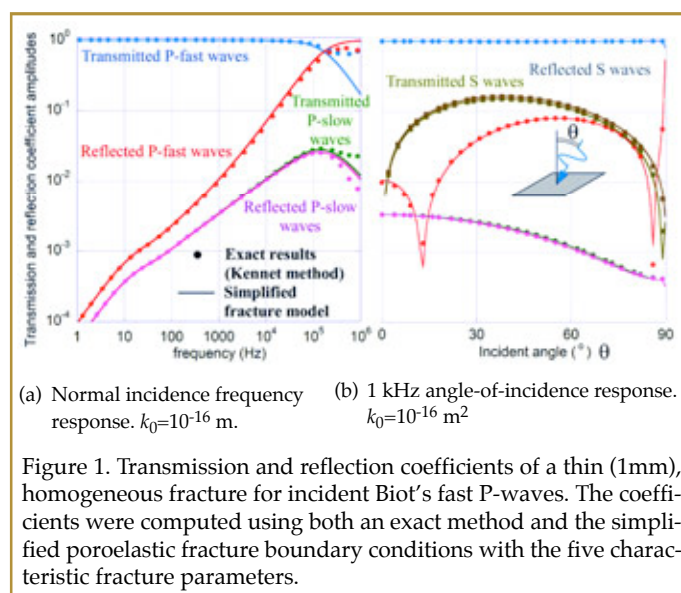 Transmission and reflection coefficient amplitudes
10⁰
10⁻¹
10⁻²
10⁻³
10⁻⁴
(a)
Transmitted P-fast waves
Transmitted
P-slow
waves
Reflected P-fast waves
Reflected P-slow
waves
Exact results
(Kennet method)
Simplified
fracture model
1 10 100 1000 10⁴ 10⁵ 10⁶
frequency (Hz)
(b)
Reflected S waves
Transmitted S waves
θ
0 30 60 90
Incident angle (°) θ
(a) Normal incidence frequency
response. k₀=10⁻¹⁶ m.
(b) 1 kHz angle-of-incidence response.
k₀=10⁻¹⁶ m²
Figure 1. Transmission and reflection coefficients of a thin (1mm),
homogeneous fracture for incident Biot's fast P-waves. The coeffi-
cients were computed using both an exact method and the simpli-
fied poroelastic fracture boundary conditions with the five charac-
teristic fracture parameters.